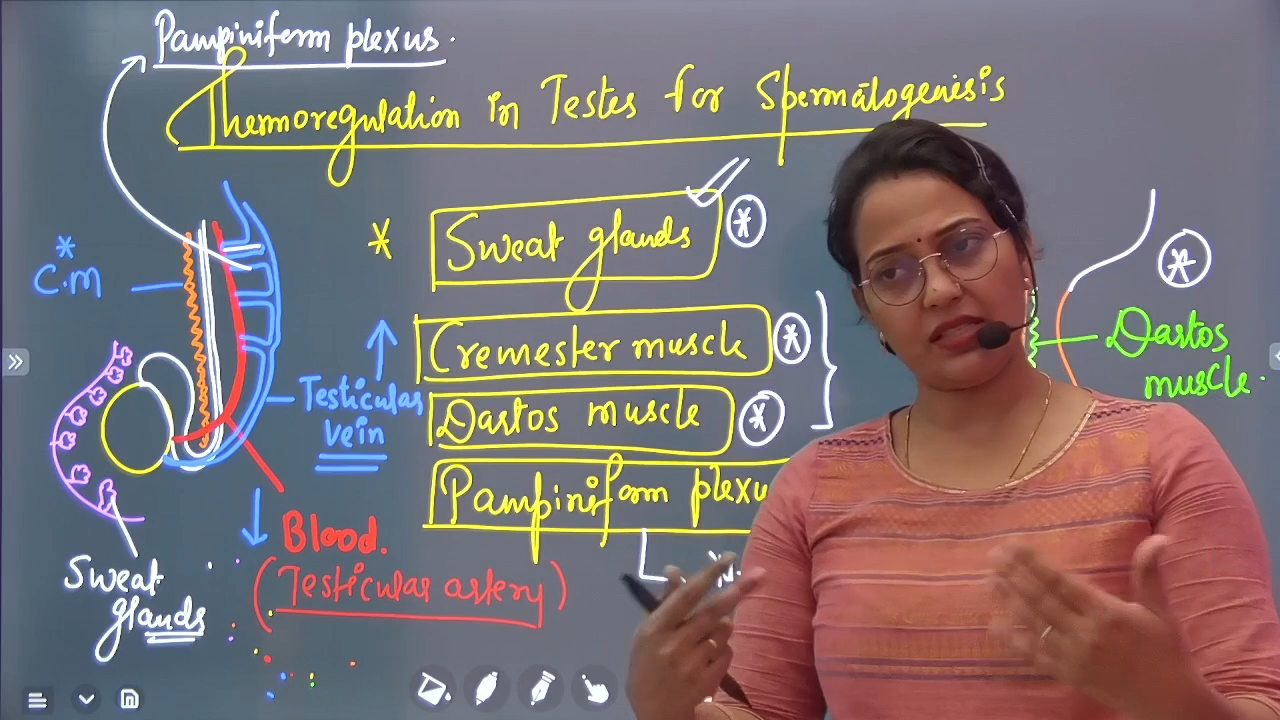 Pampiniform plexus.
Thermoregulation in Testes for Spermatogenesis
* Sweat glands *
*
C.M
Cremester muscle *
Dartos muscle *
Testicular
vein
Pampiniform plexu
Dartos
muscle.
*
Blood.
(Testicular artery)
Sweat
glands